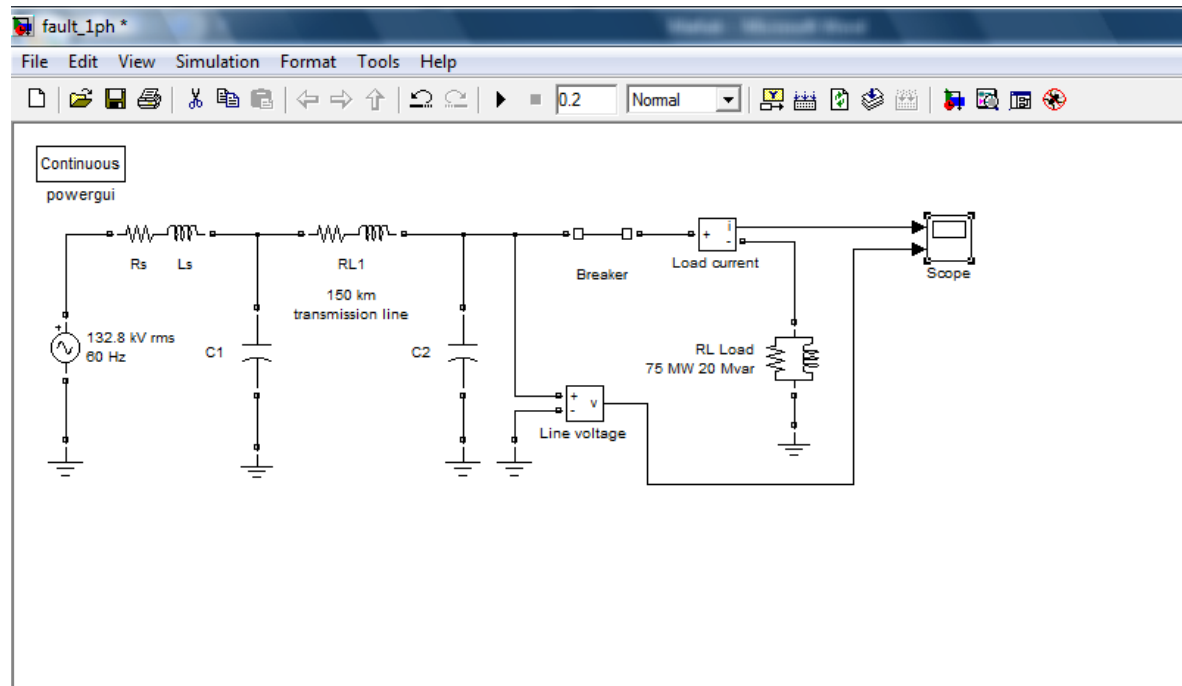 fault_1ph *
File Edit View Simulation Format Tools Help
0.2 Normal
Continuous
powergui
Rs Ls
RL1
150 km
transmission line
132.8 kV rms
60 Hz
C1
C2
Breaker
+ i -
Load current
Scope
RL Load
75 MW 20 Mvar
+ v -
Line voltage